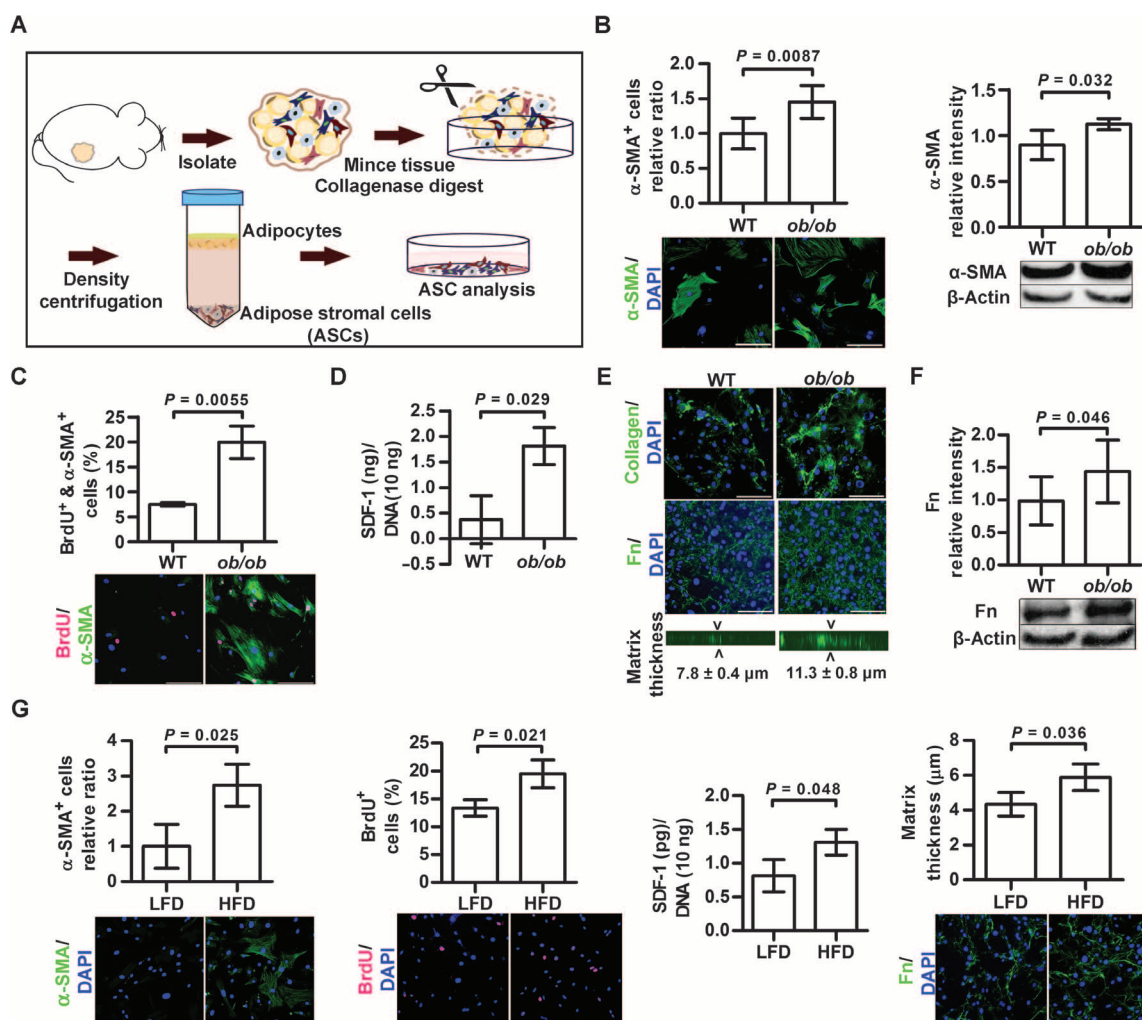 A
Isolate
Mince tissue
Collagenase digest
Density
centrifugation
Adipocytes
Adipose stromal cells
(ASCs)
ASC analysis
B
α-SMA⁺ cells
relative ratio
2.0
1.5
1.0
0.5
0.0
P = 0.0087
WT
ob/ob
α-SMA/
DAPI
α-SMA
relative intensity
1.5
1.0
0.5
0.0
P = 0.032
WT
ob/ob
α-SMA
β-Actin
C
BrdU⁺ & α-SMA⁺
cells (%)
25
20
15
10
5
0
P = 0.0055
WT
ob/ob
BrdU/
α-SMA
D
SDF-1 (ng)/
DNA(10 ng)
2.5
2.0
1.5
1.0
0.5
0.0
–0.5
P = 0.029
WT
ob/ob
E
WT
ob/ob
Collagen/
DAPI
Fn/
DAPI
Matrix
thickness
7.8 ± 0.4 μm
11.3 ± 0.8 μm
F
Fn
relative intensity
2.5
2.0
1.5
1.0
0.5
0.0
P = 0.046
WT
ob/ob
Fn
β-Actin
G
α-SMA⁺ cells
relative ratio
4
3
2
1
0
P = 0.025
LFD
HFD
α-SMA/
DAPI
BrdU⁺
cells (%)
25
20
15
10
5
0
P = 0.021
LFD
HFD
BrdU/
DAPI
SDF-1 (pg)/
DNA (10 ng)
2.0
1.5
1.0
0.5
0.0
P = 0.048
LFD
HFD
Matrix
thickness (μm)
8
6
4
2
0
P = 0.036
LFD
HFD
Fn/
DAPI